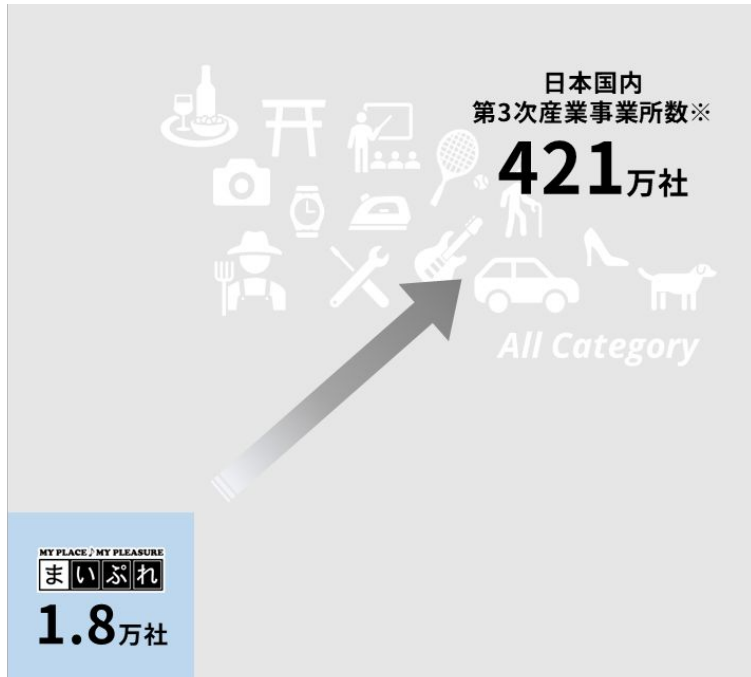 日本国内
第3次産業事業所数※
421万社
All Category
MY PLACE♪MY PLEASURE
まいぷれ
1.8万社